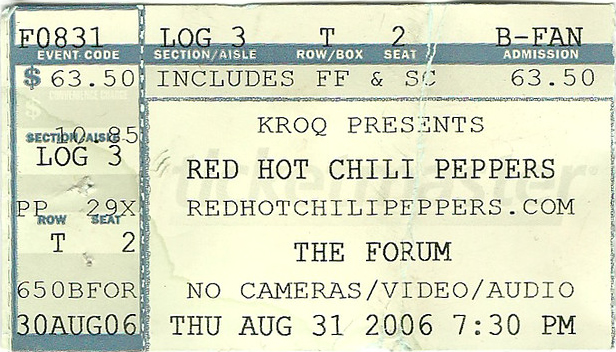 F0831 LOG 3 T 2 B-FAN
EVENT CODE SECTION/AISLE ROW/BOX SEAT ADMISSION
$ 63.50 INCLUDES FF & SC 63.50
CONVENIENCE CHARGE
$ 10.85
SECTION/AISLE
LOG 3
PP 29X
ROW SEAT
T 2
650BFOR
30AUG06
KROQ PRESENTS
RED HOT CHILI PEPPERS
ticketmaster®
REDHOTCHILIPEPPERS.COM
THE FORUM
NO CAMERAS/VIDEO/AUDIO
THU AUG 31 2006 7:30 PM